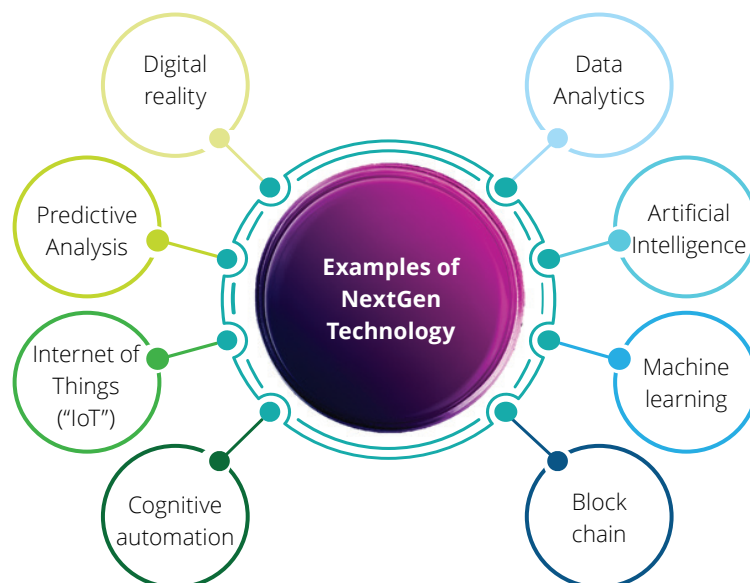 Digital
reality
Data
Analytics
Predictive
Analysis
Artificial
Intelligence
Examples of
NextGen
Technology
Internet of
Things
(“IoT”)
Machine
learning
Cognitive
automation
Block
chain